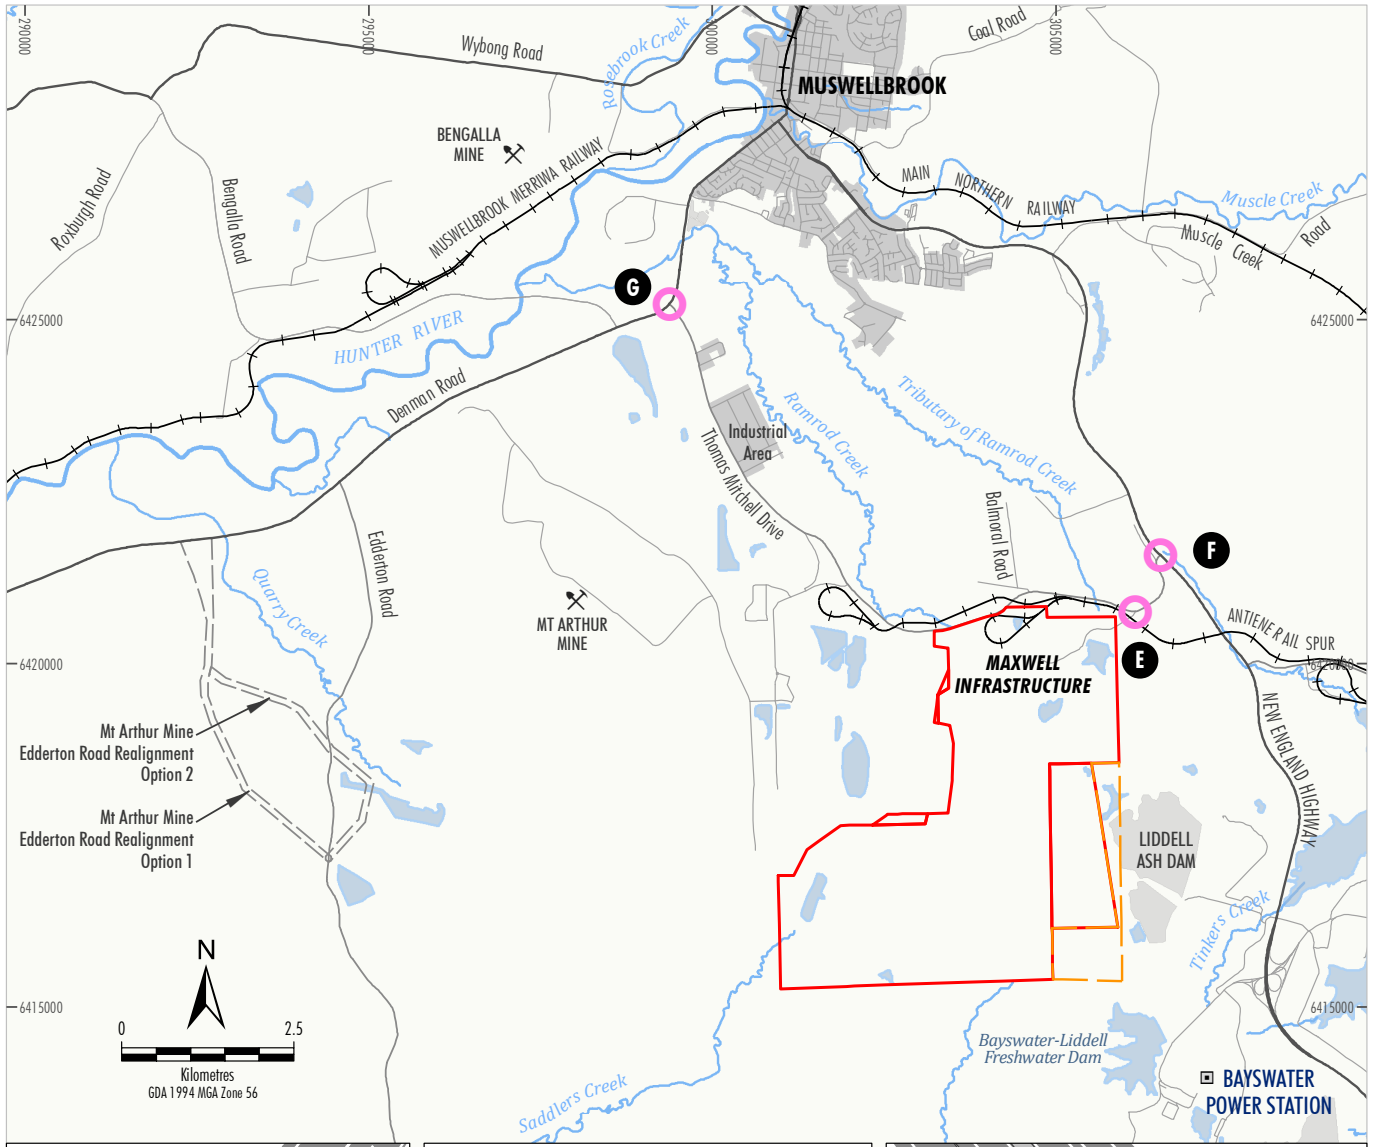 290000
295000
300000
305000
Wybong Road
Rosebrook Creek
Coal Road
MUSWELLBROOK
BENGALLA
MINE
MUSWELLBROOK MERRIWA RAILWAY
Roxburgh Road
Bengalla Road
MAIN NORTHERN RAILWAY
Muscle Creek
Muscle Creek Road
G
6425000
6425000
HUNTER RIVER
Denman Road
Industrial
Area
Ramrod Creek
Tributary of Ramrod Creek
Thomas Mitchell Drive
Balmoral Road
F
Edderton Road
Quarry Creek
MT ARTHUR
MINE
ANTIENE RAIL SPUR
E
MAXWELL
INFRASTRUCTURE
6420000
6420000
Mt Arthur Mine
Edderton Road Realignment
Option 2
NEW ENGLAND HIGHWAY
Mt Arthur Mine
Edderton Road Realignment
Option 1
LIDDELL
ASH DAM
Tinkers Creek
N
6415000
6415000
0 2.5
Kilometres
GDA 1994 MGA Zone 56
Bayswater-Liddell
Freshwater Dam
Saddlers Creek
BAYSWATER
POWER STATION